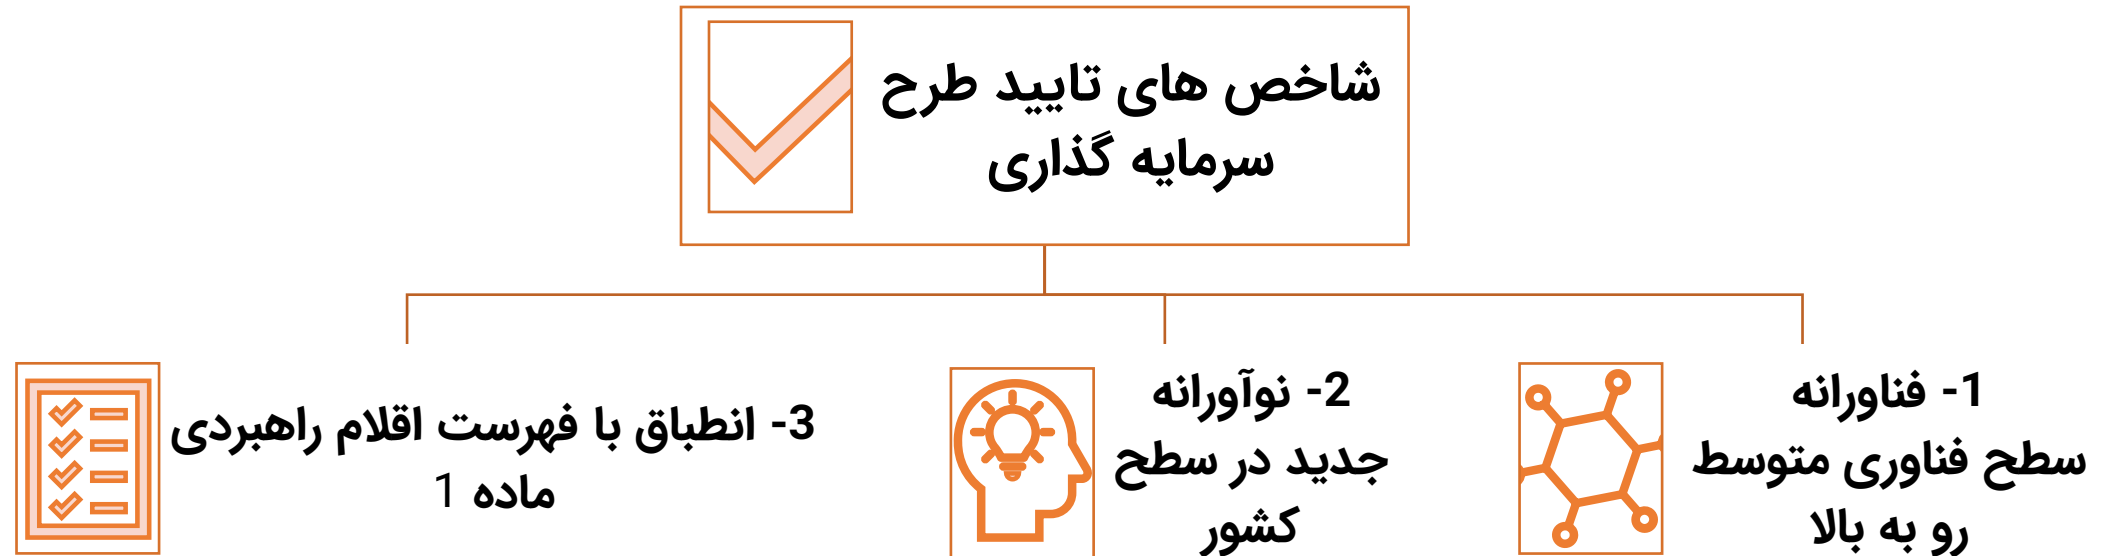 شاخص های تایید طرح
سرمایه گذاری
1- فناورانه
سطح فناوری متوسط
رو به بالا
2- نوآورانه
جدید در سطح
کشور
3- انطباق با فهرست اقلام راهبردی
ماده 1